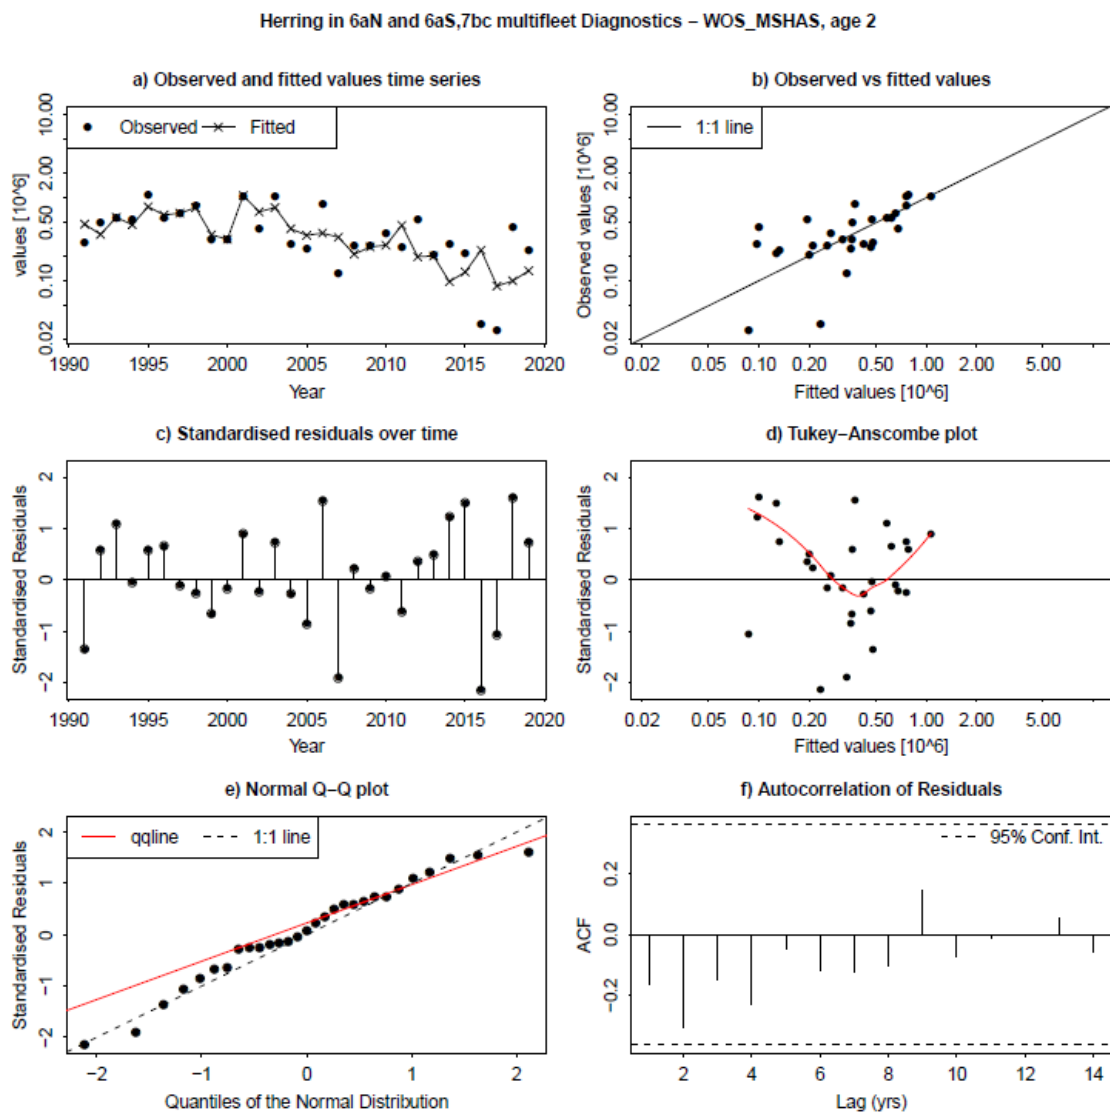 Herring in 6aN and 6aS,7bc multifleet Diagnostics − WOS_MSHAS, age 2
a) Observed and fitted values time series
Observed Fitted
values [10^6]
0.02 0.10 0.50 2.00 10.00
1990 1995 2000 2005 2010 2015 2020
Year
b) Observed vs fitted values
1:1 line
Observed values [10^6]
0.02 0.10 0.50 2.00 10.00
0.02 0.05 0.10 0.20 0.50 1.00 2.00 5.00
Fitted values [10^6]
c) Standardised residuals over time
Standardised Residuals
−2 −1 0 1 2
1990 1995 2000 2005 2010 2015 2020
Year
d) Tukey−Anscombe plot
Standardised Residuals
−2 −1 0 1 2
0.02 0.05 0.10 0.20 0.50 1.00 2.00 5.00
Fitted values [10^6]
e) Normal Q−Q plot
qqline 1:1 line
Standardised Residuals
−2 −1 0 1 2
−2 −1 0 1 2
Quantiles of the Normal Distribution
f) Autocorrelation of Residuals
95% Conf. Int.
ACF
−0.2 0.0 0.2
2 4 6 8 10 12 14
Lag (yrs)